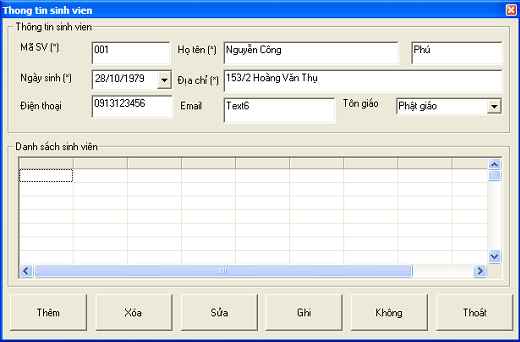 Thong tin sinh vien
Thông tin sinh viên
Mã SV (*) 001 Họ tên (*) Nguyễn Công Phú
Ngày sinh (*) 28/10/1979 Địa chỉ (*) 153/2 Hoàng Văn Thụ
Điện thoại 0913123456 Email Text6 Tôn giáo Phật giáo
Danh sách sinh viên
Thêm Xóa Sửa Ghi Không Thoát